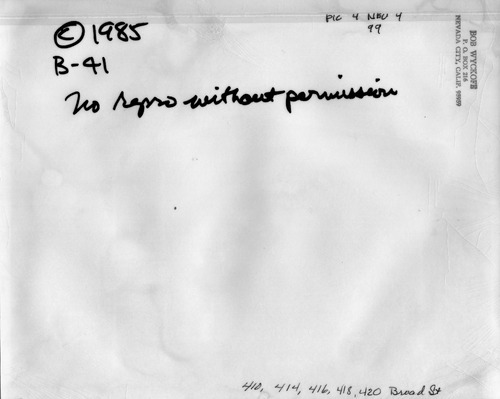 © 1985
B-41
No repro without permission
PIC 4 NEV 4
99
BOB WYCKOFF
P. O. BOX 216
NEVADA CITY, CALIF. 95959
410, 414, 416, 418, 420 Broad St